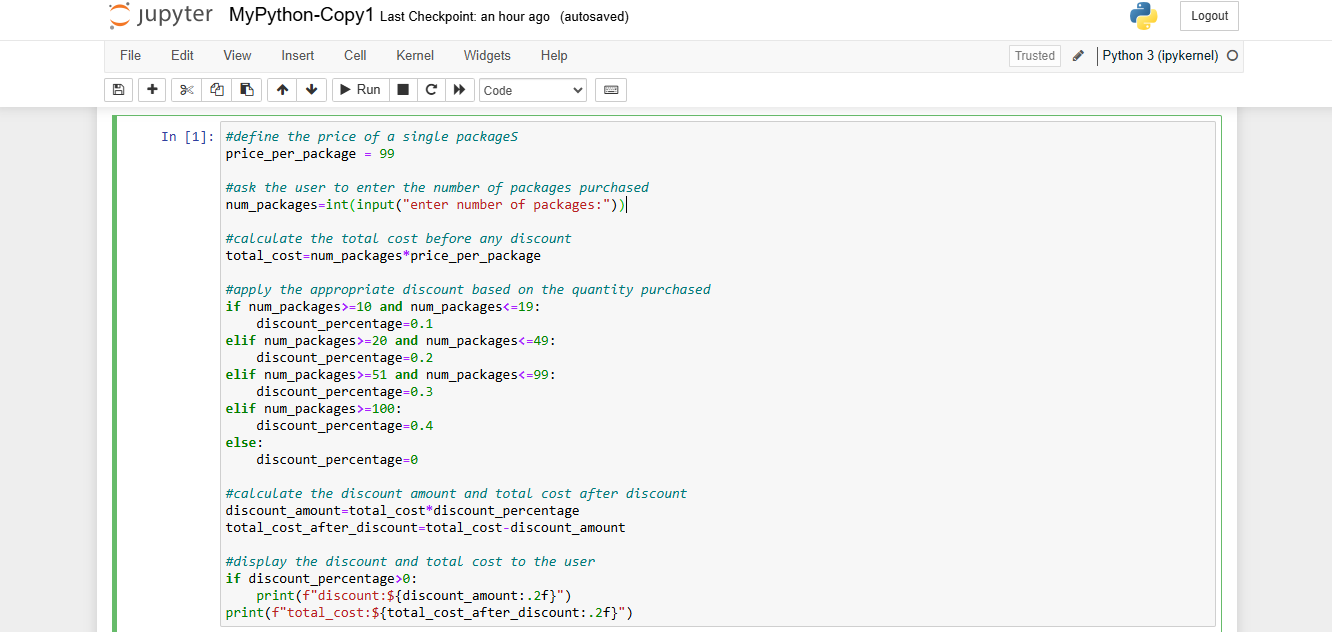 jupyter MyPython-Copy1 Last Checkpoint: an hour ago (autosaved) Logout
File Edit View Insert Cell Kernel Widgets Help Trusted Python 3 (ipykernel)
Run Code
In [1]: #define the price of a single packageS
price_per_package = 99

#ask the user to enter the number of packages purchased
num_packages=int(input("enter number of packages:"))

#calculate the total cost before any discount
total_cost=num_packages*price_per_package

#apply the appropriate discount based on the quantity purchased
if num_packages>=10 and num_packages<=19:
    discount_percentage=0.1
elif num_packages>=20 and num_packages<=49:
    discount_percentage=0.2
elif num_packages>=51 and num_packages<=99:
    discount_percentage=0.3
elif num_packages>=100:
    discount_percentage=0.4
else:
    discount_percentage=0

#calculate the discount amount and total cost after discount
discount_amount=total_cost*discount_percentage
total_cost_after_discount=total_cost-discount_amount

#display the discount and total cost to the user
if discount_percentage>0:
    print(f"discount:${discount_amount:.2f}")
print(f"total_cost:${total_cost_after_discount:.2f}")